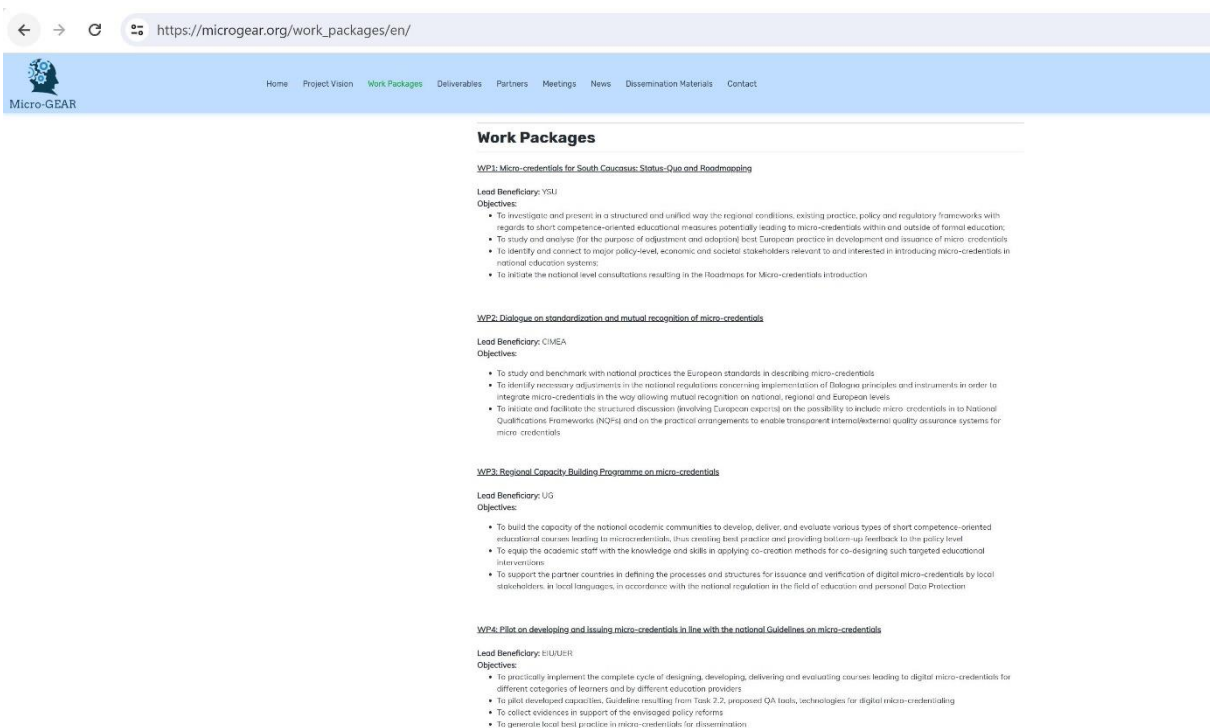 https://microgear.org/work_packages/en/
Micro-GEAR
Home Project Vision Work Packages Deliverables Partners Meetings News Dissemination Materials Contact
Work Packages
WP1: Micro-credentials for South Caucasus: Status-Quo and Roadmapping
Lead Beneficiary: YSU
Objectives:
• To investigate and present in a structured and unified way the regional conditions, existing practice, policy and regulatory frameworks with
regards to short competence-oriented educational measures potentially leading to micro-credentials within and outside of formal education;
• To study and analyse (for the purpose of adjustment and adoption) best European practice in development and issuance of micro-credentials
• To identify and connect to major policy-level, economic and societal stakeholders relevant to and interested in introducing micro-credentials in
national education systems;
• To initiate the national level consultations resulting in the Roadmaps for Micro-credentials introduction
WP2: Dialogue on standardization and mutual recognition of micro-credentials
Lead Beneficiary: CIMEA
Objectives:
• To study and benchmark with national practices the European standards in describing micro-credentials
• To identify necessary adjustments in the national regulations concerning implementation of Bologna principles and instruments in order to
integrate micro-credentials in the way allowing mutual recognition on national, regional and European levels
• To initiate and facilitate the structured discussion (involving European experts) on the possibility to include micro-credentials in to National
Qualifications Frameworks (NQFs) and on the practical arrangements to enable transparent internal/external quality assurance systems for
micro-credentials
WP3: Regional Capacity Building Programme on micro-credentials
Lead Beneficiary: UG
Objectives:
• To build the capacity of the national academic communities to develop, deliver, and evaluate various types of short competence-oriented
educational courses leading to microcredentials, thus creating best practice and providing bottom-up feedback to the policy level
• To equip the academic staff with the knowledge and skills in applying co-creation methods for co-designing such targeted educational
interventions
• To support the partner countries in defining the processes and structures for issuance and verification of digital micro-credentials by local
stakeholders, in local languages, in accordance with the national regulation in the field of education and personal Data Protection
WP4: Pilot on developing and issuing micro-credentials in line with the national Guidelines on micro-credentials
Lead Beneficiary: EIU/UER
Objectives:
• To practically implement the complete cycle of designing, developing, delivering and evaluating courses leading to digital micro-credentials for
different categories of learners and by different education providers
• To pilot developed capacities, Guideline resulting from Task 2.2, proposed QA tools, technologies for digital micro-credentialing
• To collect evidences in support of the envisaged policy reforms
• To generate local best practice in micro-credentials for dissemination